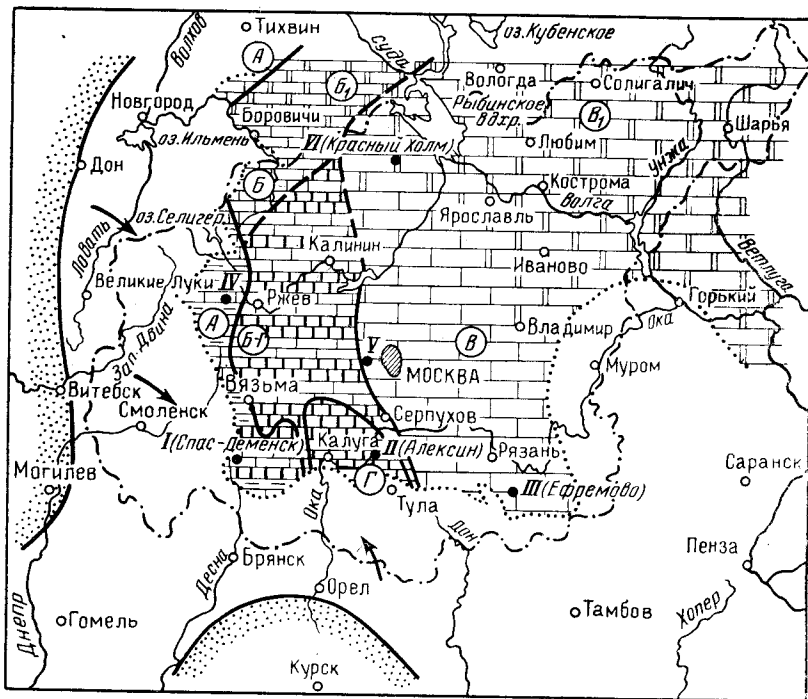 Тихвин
оз. Кубенское
Волхов
А
Суда
Б₁
Вологда
Солигалич
Рыбинское
вдхр.
В₁
Новгород
Боровичи
оз. Ильмень
VI (Красный холм)
Любим
Шарья
Унжа
Дон
Б
Кострома
Волга
Ярославль
оз. Селигер
Ловать
Калинин
Иваново
Ветлуга
Великие Луки
IV
Ржев
Горький
А
Б-Г
В
Владимир
Ока
Зап. Двина
V
МОСКВА
Муром
Витебск
Вязьма
Смоленск
Серпухов
I (Спас-Деменск)
Калуга
II (Алексин)
Рязань
Могилев
Г
III (Ефремово)
Саранск
Ока
Тула
Дон
Десна
Брянск
Пенза
Орел
Днепр
Гомель
Тамбов
Хопер
Курск